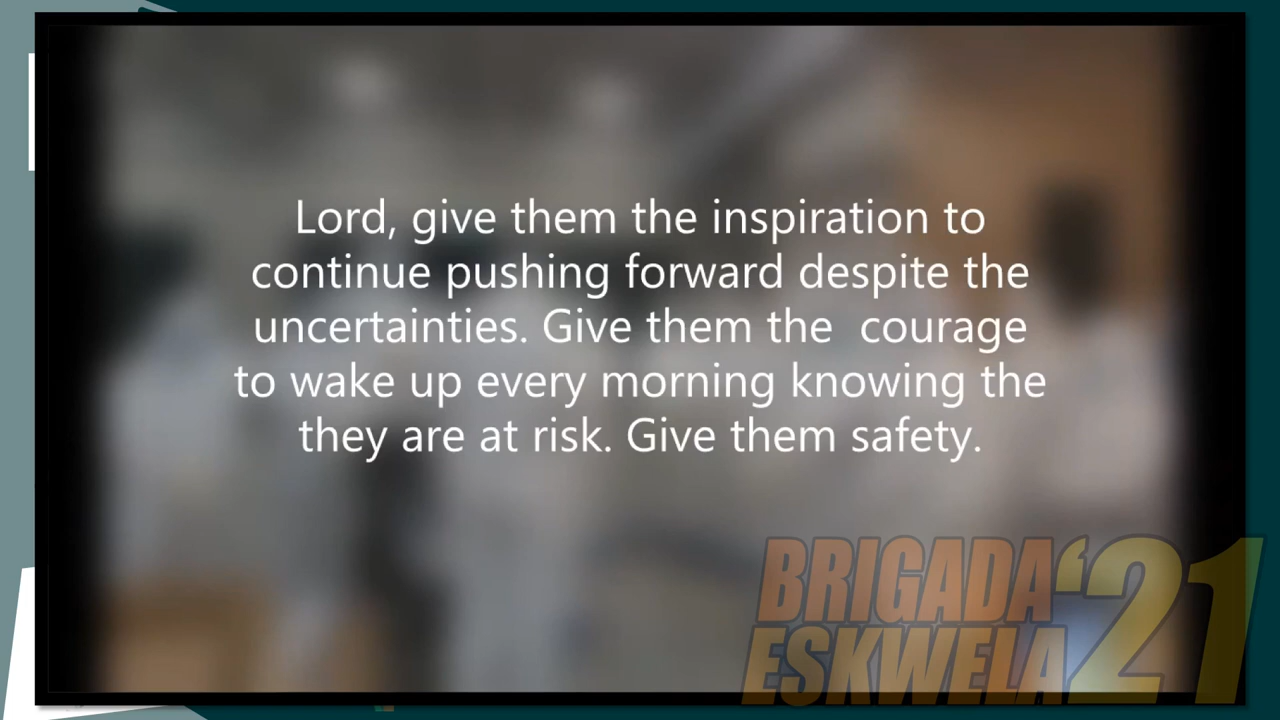 Lord, give them the inspiration to
continue pushing forward despite the
uncertainties. Give them the  courage
to wake up every morning knowing the
they are at risk. Give them safety.
BRIGADA
ESKWELA
‘21